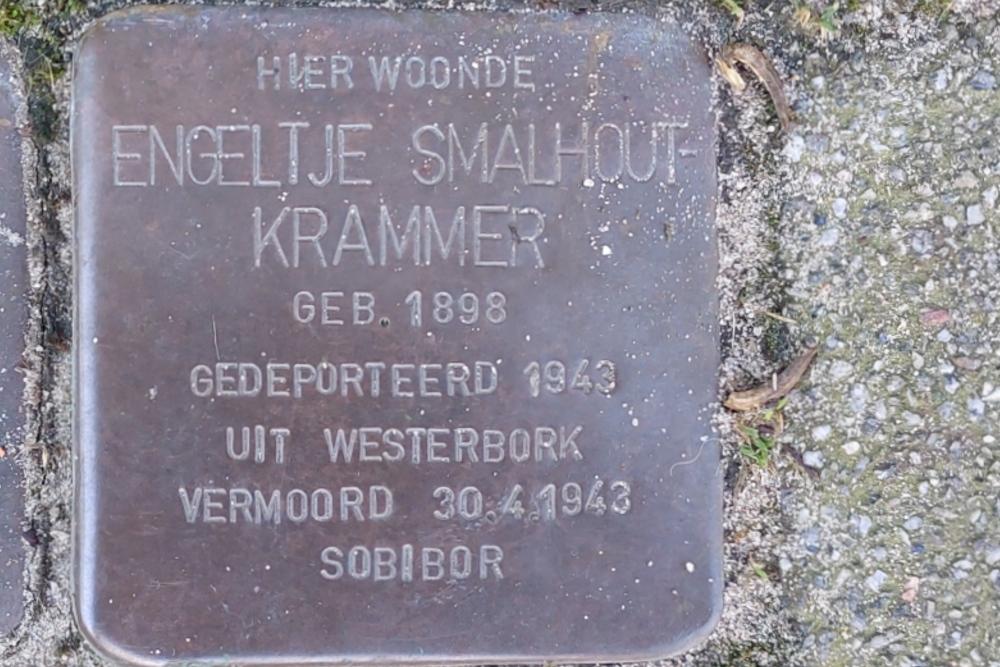 HIER WOONDE
ENGELTJE SMALHOUT-
KRAMMER
GEB. 1898
GEDEPORTEERD 1943
UIT WESTERBORK
VERMOORD 30.4.1943
SOBIBOR